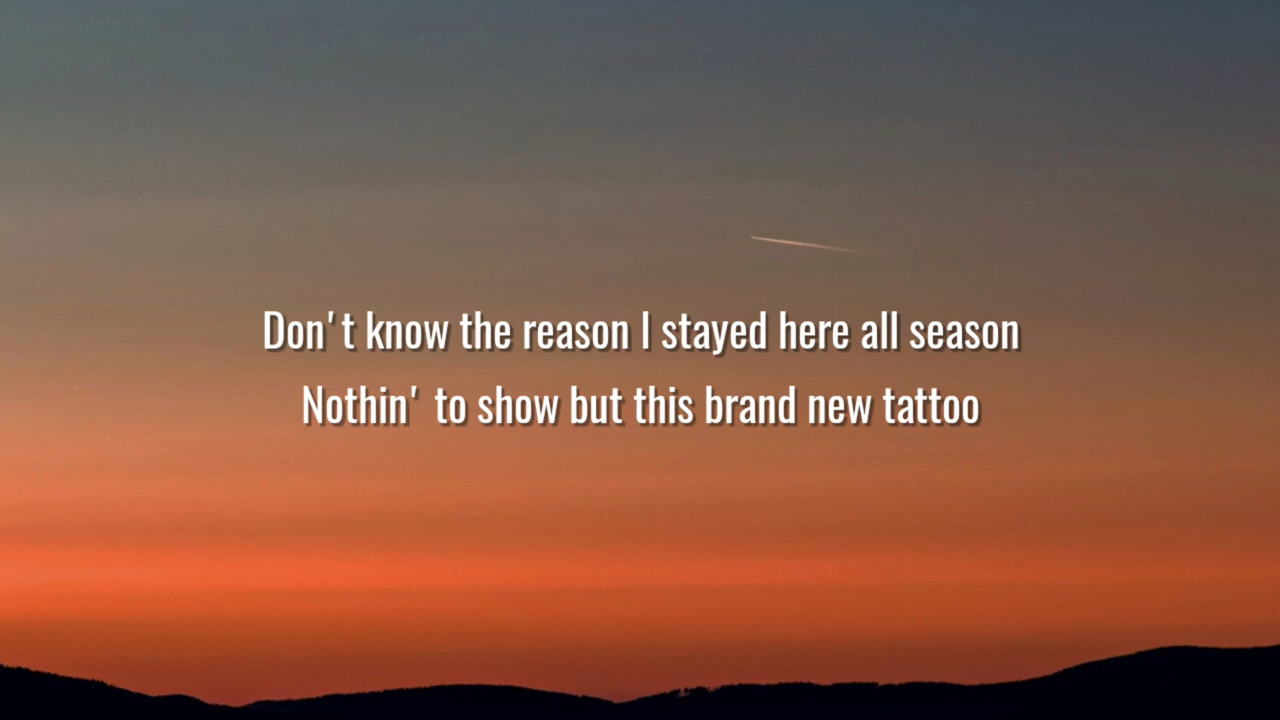 Don't know the reason I stayed here all season
Nothin' to show but this brand new tattoo